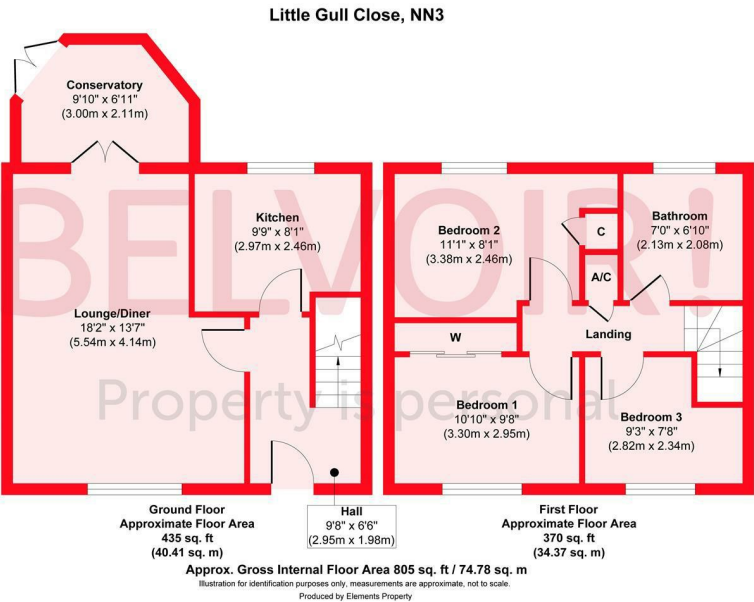 Little Gull Close, NN3
Conservatory
9'10" x 6'11"
(3.00m x 2.11m)
Kitchen
9'9" x 8'1"
(2.97m x 2.46m)
Lounge/Diner
18'2" x 13'7"
(5.54m x 4.14m)
Bedroom 2
11'1" x 8'1"
(3.38m x 2.46m)
C
A/C
Bathroom
7'0" x 6'10"
(2.13m x 2.08m)
Landing
W
Bedroom 1
10'10" x 9'8"
(3.30m x 2.95m)
Bedroom 3
9'3" x 7'8"
(2.82m x 2.34m)
BELVOIR!
Property is personal
Ground Floor
Approximate Floor Area
435 sq. ft
(40.41 sq. m)
Hall
9'8" x 6'6"
(2.95m x 1.98m)
First Floor
Approximate Floor Area
370 sq. ft
(34.37 sq. m)
Approx. Gross Internal Floor Area 805 sq. ft / 74.78 sq. m
Illustration for identification purposes only, measurements are approximate, not to scale.
Produced by Elements Property